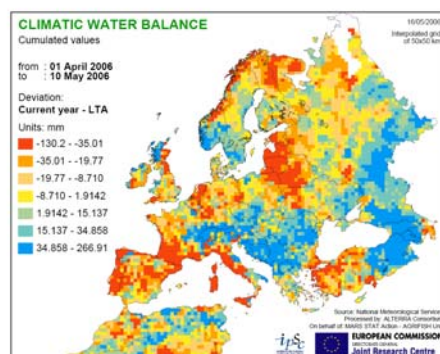 CLIMATIC WATER BALANCE
Cumulated values
16/05/2006
Interpolated grid
of 50x50 km
from : 01 April 2006
to : 10 May 2006
Deviation:
Current year - LTA
Units: mm
-130.2 - -35.01
-35.01 - -19.77
-19.77 - -8.710
-8.710 - 1.9142
1.9142 - 15.137
15.137 - 34.858
34.858 - 266.91
Source: National Meteorological Service
Processed by: ALTERRA Consortium
On behalf of: MARS STAT Action - AGRIFISH Unit
ipsc
EUROPEAN COMMISSION
DIRECTORATE GENERAL
Joint Research Centre